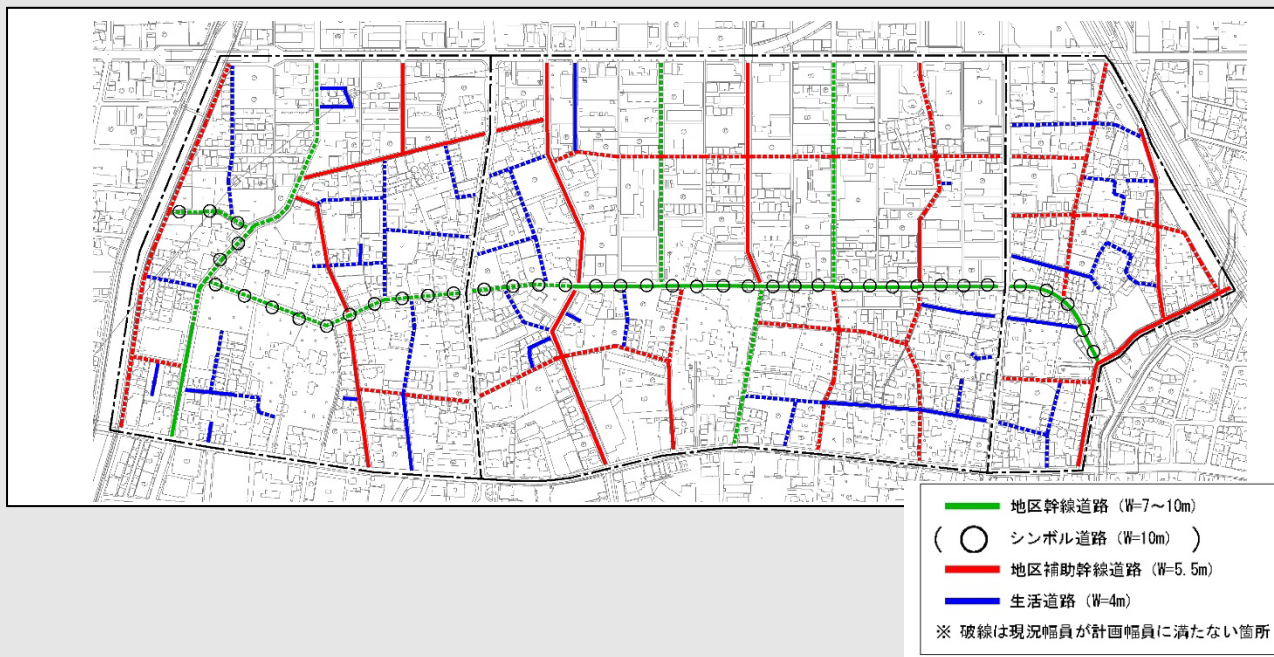 地区幹線道路 (W=7～10m)
( ○ シンボル道路 (W=10m) )
地区補助幹線道路 (W=5.5m)
生活道路 (W=4m)
※ 破線は現況幅員が計画幅員に満たない箇所